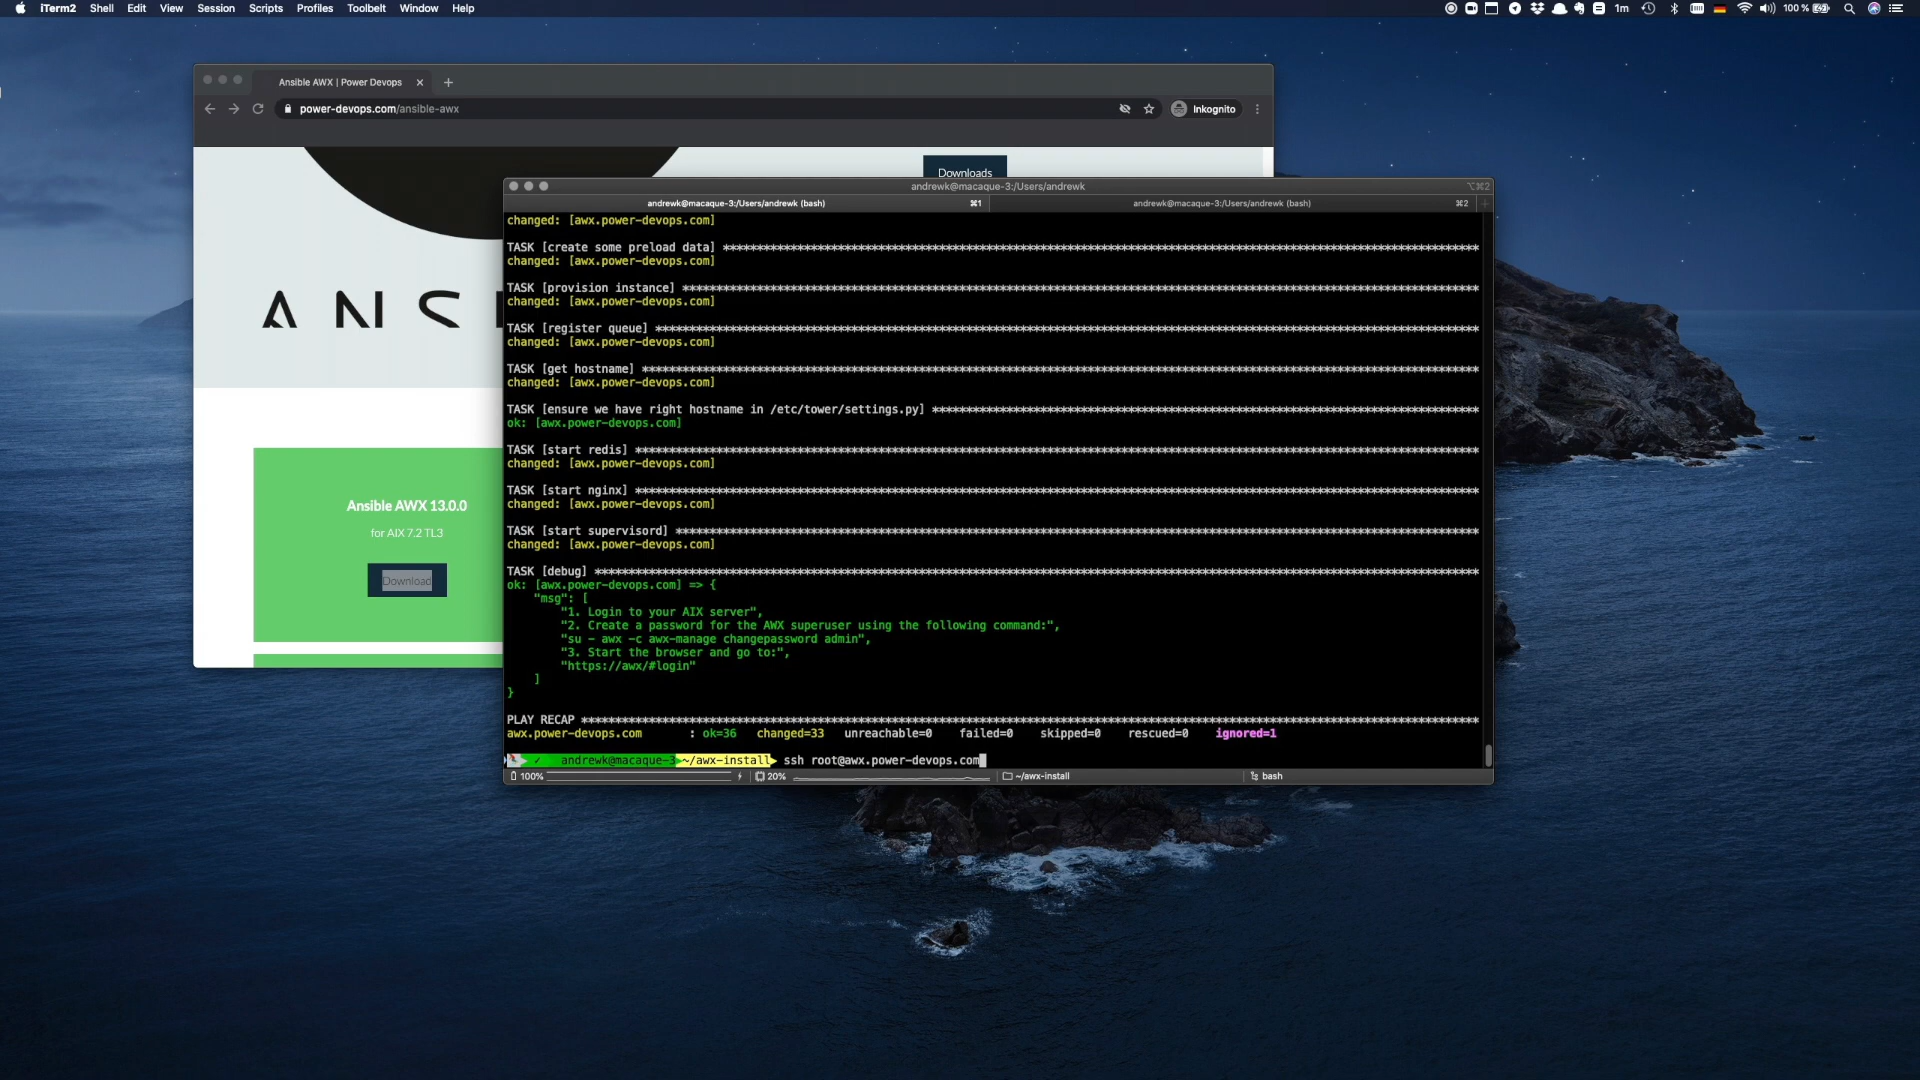 iTerm2 Shell Edit View Session Scripts Profiles Toolbelt Window Help 1m 100 %
Ansible AWX | Power Devops
power-devops.com/ansible-awx Inkognito
Downloads
ANS
Ansible AWX 13.0.0
for AIX 7.2 TL3
Download
andrewk@macaque-3:/Users/andrewk ⌥⌘2
andrewk@macaque-3:/Users/andrewk (bash) ⌘1 andrewk@macaque-3:/Users/andrewk (bash) ⌘2
changed: [awx.power-devops.com]
TASK [create some preload data] ****************************************************************************************************************
changed: [awx.power-devops.com]
TASK [provision instance] **********************************************************************************************************************
changed: [awx.power-devops.com]
TASK [register queue] **************************************************************************************************************************
changed: [awx.power-devops.com]
TASK [get hostname] ****************************************************************************************************************************
changed: [awx.power-devops.com]
TASK [ensure we have right hostname in /etc/tower/settings.py] *********************************************************************************
ok: [awx.power-devops.com]
TASK [start redis] *****************************************************************************************************************************
changed: [awx.power-devops.com]
TASK [start nginx] *****************************************************************************************************************************
changed: [awx.power-devops.com]
TASK [start supervisord] ***********************************************************************************************************************
changed: [awx.power-devops.com]
TASK [debug] ***********************************************************************************************************************************
ok: [awx.power-devops.com] => {
"msg": [
"1. Login to your AIX server",
"2. Create a password for the AWX superuser using the following command:",
"su - awx -c awx-manage changepassword admin",
"3. Start the browser and go to:",
"https://awx/#login"
]
}
PLAY RECAP *************************************************************************************************************************************
awx.power-devops.com : ok=36 changed=33 unreachable=0 failed=0 skipped=0 rescued=0 ignored=1
✓ andrewk@macaque-3 ~/awx-install ssh root@awx.power-devops.com
100% 20% ~/awx-install bash